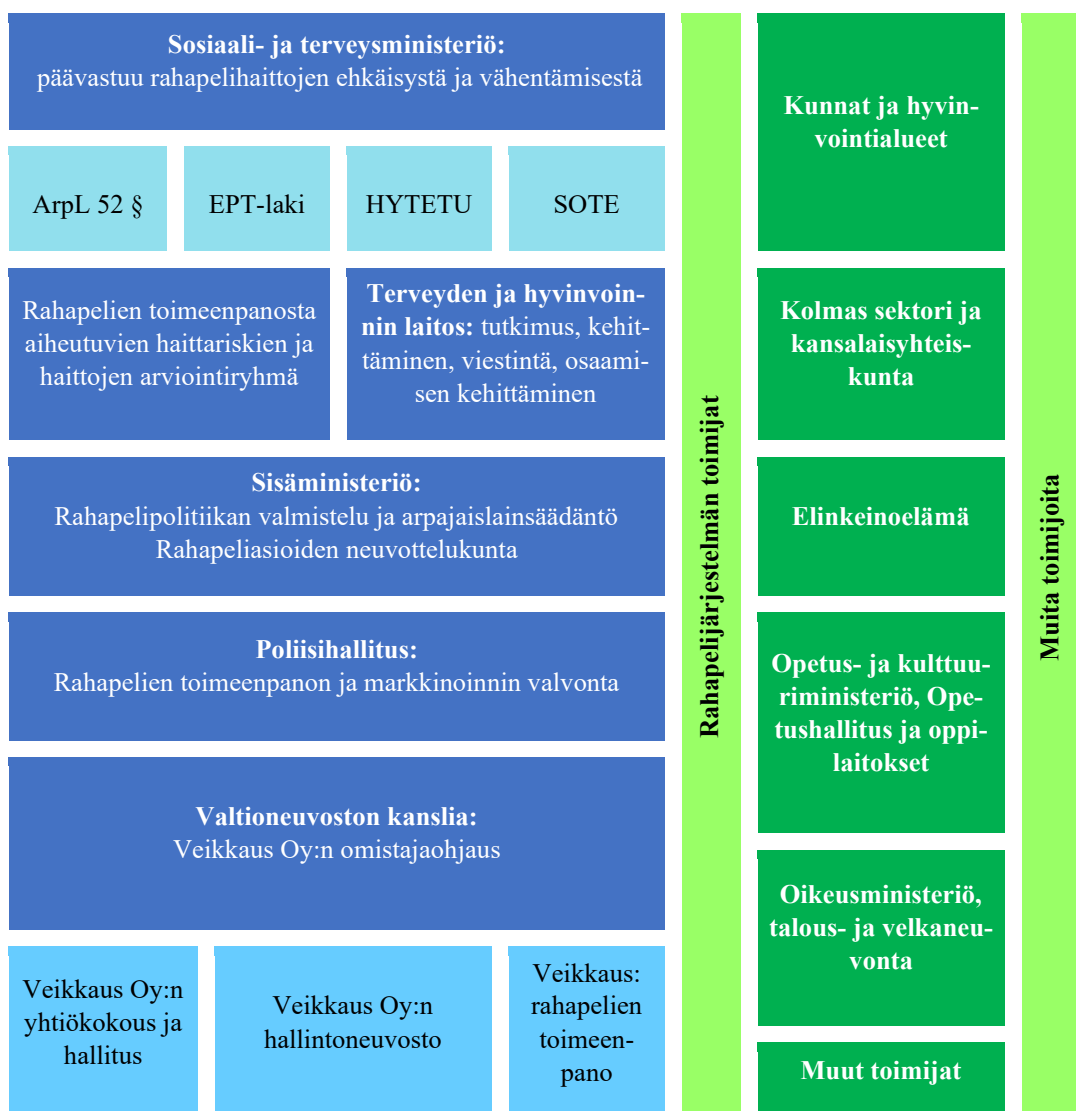 Sosiaali- ja terveysministeriö:
päävastuu rahapelihaittojen ehkäisystä ja vähentämisestä
ArpL 52 §
EPT-laki
HYTETU
SOTE
Rahapelien toimeenpanosta
aiheutuvien haittariskien ja
haittojen arviointiryhmä
Terveyden ja hyvinvoin-
nin laitos: tutkimus, kehit-
täminen, viestintä, osaami-
sen kehittäminen
Sisäministeriö:
Rahapelipolitiikan valmistelu ja arpajaislainsäädäntö
Rahapeliasioiden neuvottelukunta
Poliisihallitus:
Rahapelien toimeenpanon ja markkinoinnin valvonta
Valtioneuvoston kanslia:
Veikkaus Oy:n omistajaohjaus
Veikkaus Oy:n
yhtiökokous ja
hallitus
Veikkaus Oy:n
hallintoneuvosto
Veikkaus:
rahapelien
toimeen-
pano
Rahapelijärjestelmän toimijat
Kunnat ja hyvin-
vointialueet
Kolmas sektori ja
kansalaisyhteis-
kunta
Elinkeinoelämä
Opetus- ja kulttuu-
riministeriö, Ope-
tushallitus ja oppi-
laitokset
Oikeusministeriö,
talous- ja velkaneu-
vonta
Muut toimijat
Muita toimijoita